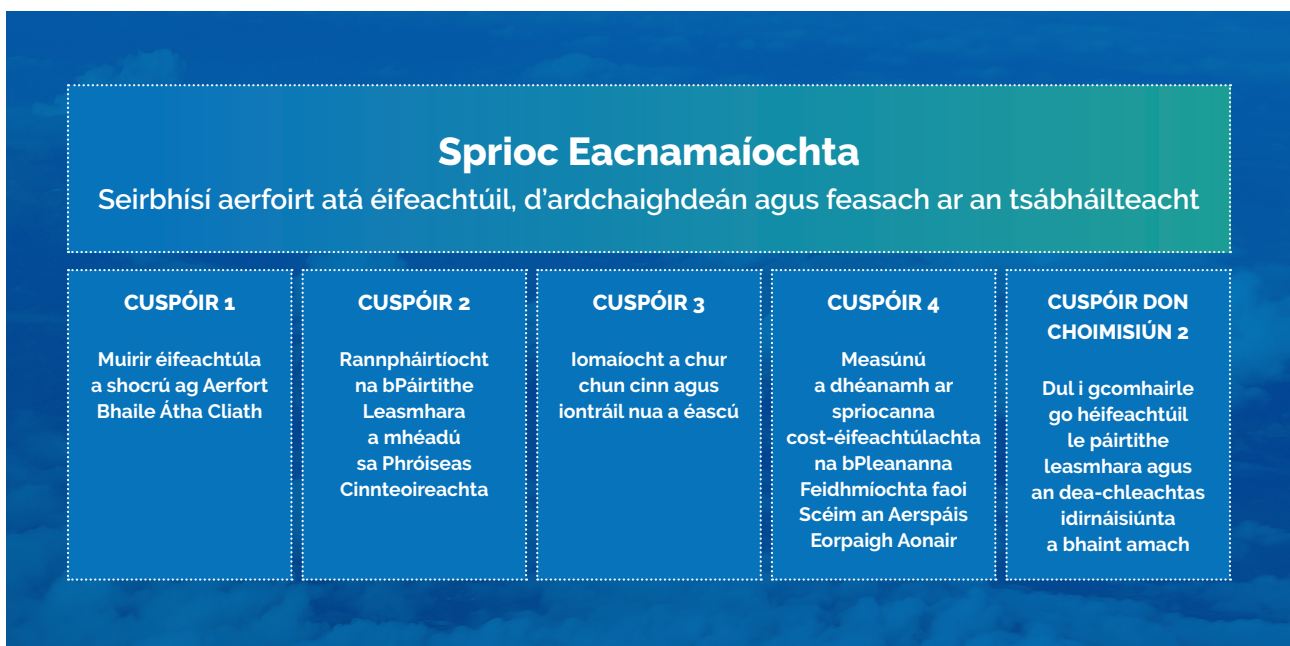 Sprioc Eacnamaíochta
Seirbhísí aerfoirt atá éifeachtúil, d'ardchaighdeán agus feasach ar an tsábháilteacht
CUSPÓIR 1
Muirir éifeachtúla
a shocrú ag Aerfort
Bhaile Átha Cliath
CUSPÓIR 2
Rannpháirtíocht
na bPáirtithe
Leasmhara
a mhéadú
sa Phróiseas
Cinnteoireachta
CUSPÓIR 3
Iomaíocht a chur
chun cinn agus
iontráil nua a éascú
CUSPÓIR 4
Measúnú
a dhéanamh ar
spriocanna
cost-éifeachtúlachta
na bPleananna
Feidhmíochta faoi
Scéim an Aerspáis
Eorpaigh Aonair
CUSPÓIR DON
CHOIMISIÚN 2
Dul i gcomhairle
go héifeachtúil
le páirtithe
leasmhara agus
an dea-chleachtas
idirnáisiúnta
a bhaint amach